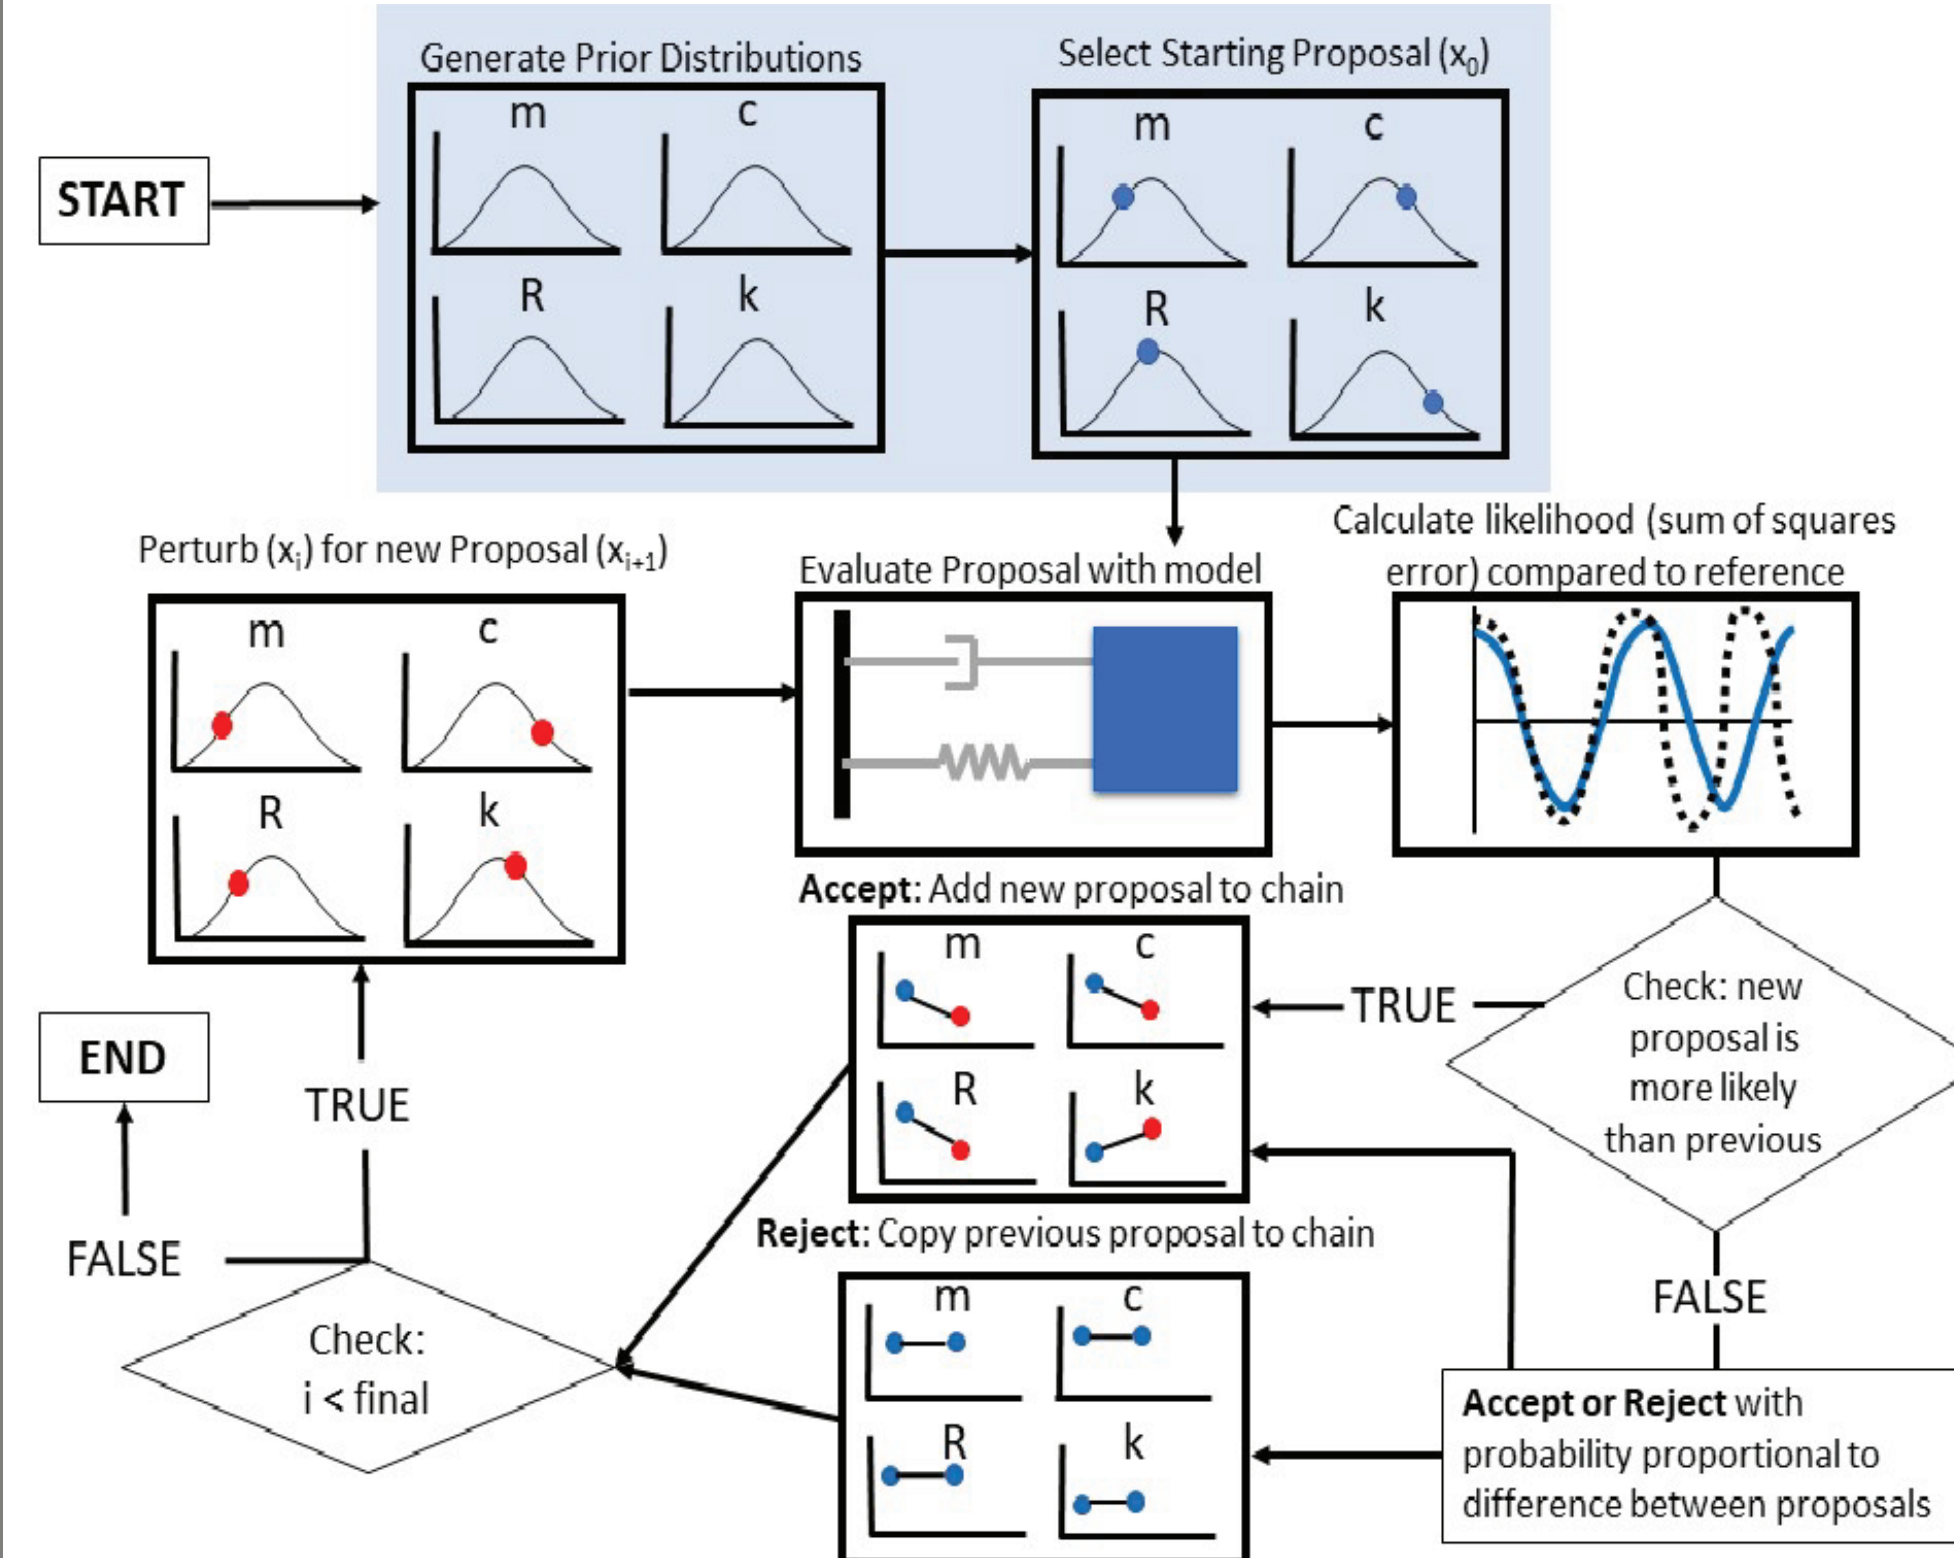 Generate Prior Distributions
m
c
R
k
Select Starting Proposal (x0)
m
c
R
k
START
Perturb (xi) for new Proposal (xi+1)
m
c
R
k
Evaluate Proposal with model
Calculate likelihood (sum of squares
error) compared to reference
Accept: Add new proposal to chain
m
c
R
k
TRUE
Check: new
proposal is
more likely
than previous
END
TRUE
FALSE
Check:
i < final
Reject: Copy previous proposal to chain
m
c
R
k
FALSE
Accept or Reject with
probability proportional to
difference between proposals